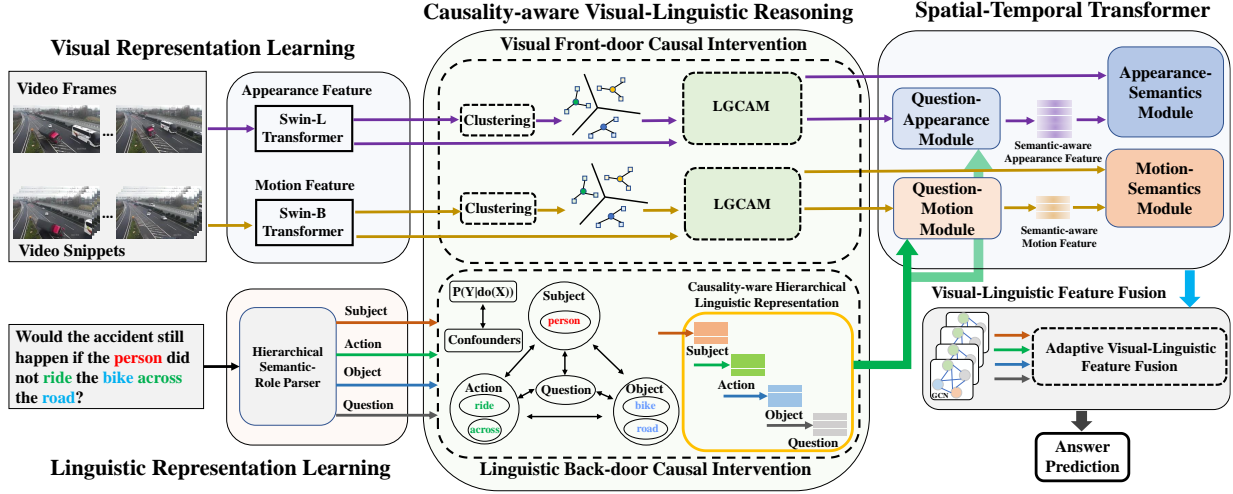 Causality-aware Visual-Linguistic Reasoning
Spatial-Temporal Transformer
Visual Representation Learning
Video Frames
...
...
Video Snippets
Appearance Feature
Swin-L
Transformer
Motion Feature
Swin-B
Transformer
Visual Front-door Causal Intervention
Clustering
LGCAM
Clustering
LGCAM
Question-
Appearance
Module
Semantic-aware
Appearance Feature
Appearance-
Semantics
Module
Question-
Motion
Module
Semantic-aware
Motion Feature
Motion-
Semantics
Module
Would the accident still
happen if the person did
not ride the bike across
the road?
Hierarchical
Semantic-
Role Parser
Subject
Action
Object
Question
P(Y|do(X))
Confounders
Subject
person
Action
ride
across
Question
Object
bike
road
Causality-ware Hierarchical
Linguistic Representation
Subject
Action
Object
Question
Linguistic Back-door Causal Intervention
Linguistic Representation Learning
Visual-Linguistic Feature Fusion
GCN
Adaptive Visual-Linguistic
Feature Fusion
Answer
Prediction